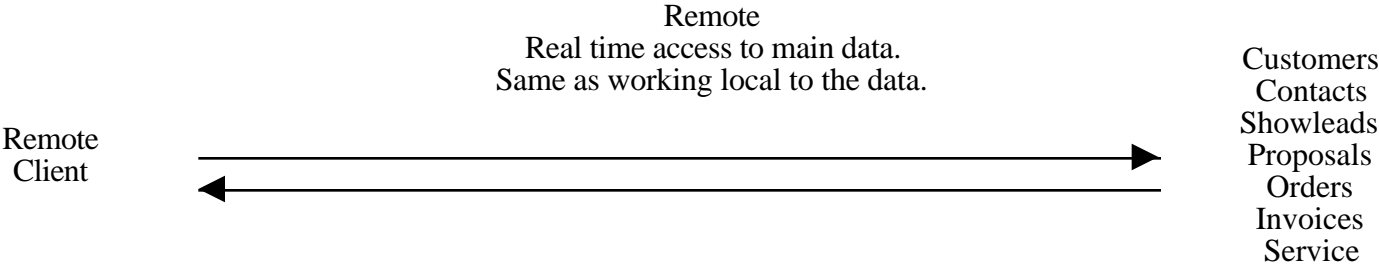 Remote
Real time access to main data.
Same as working local to the data.
Remote
Client
Customers
Contacts
Showleads
Proposals
Orders
Invoices
Service